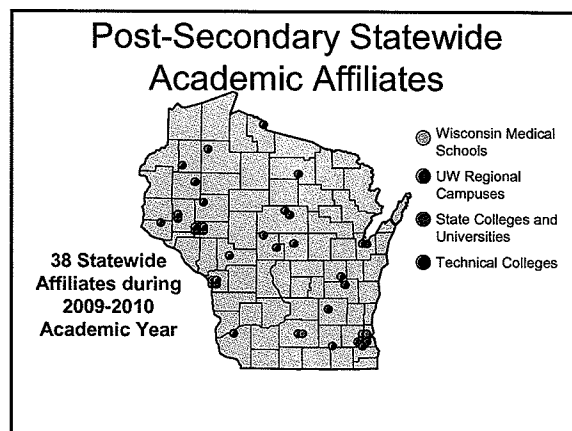 Post-Secondary Statewide
Academic Affiliates
Wisconsin Medical
Schools
UW Regional
Campuses
State Colleges and
Universities
Technical Colleges
38 Statewide
Affiliates during
2009-2010
Academic Year